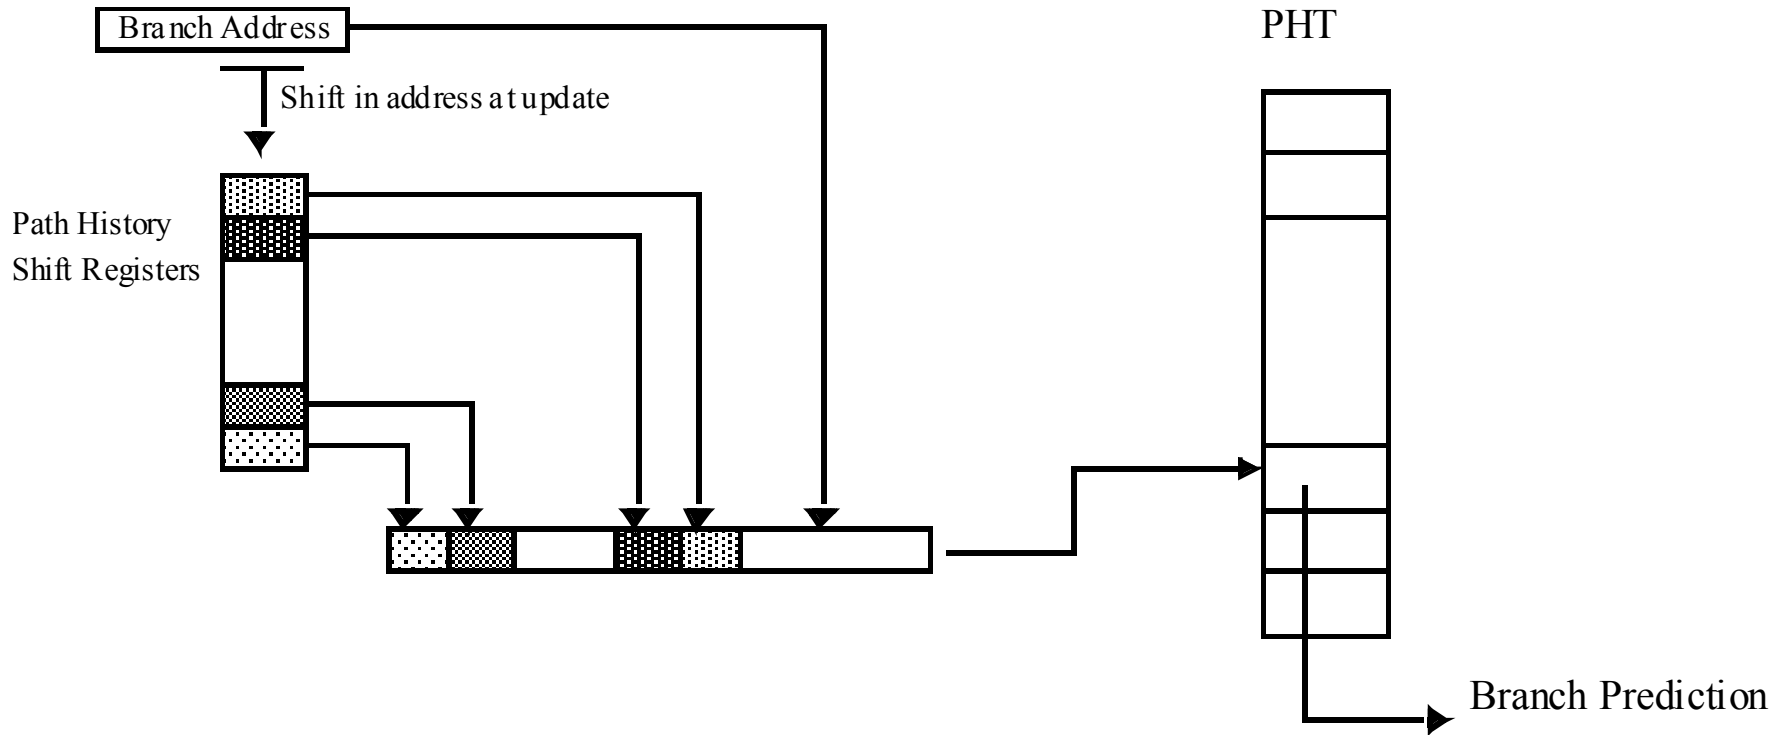 Branch Address
PHT
Shift in address at update
Path History
Shift Registers
Branch Prediction